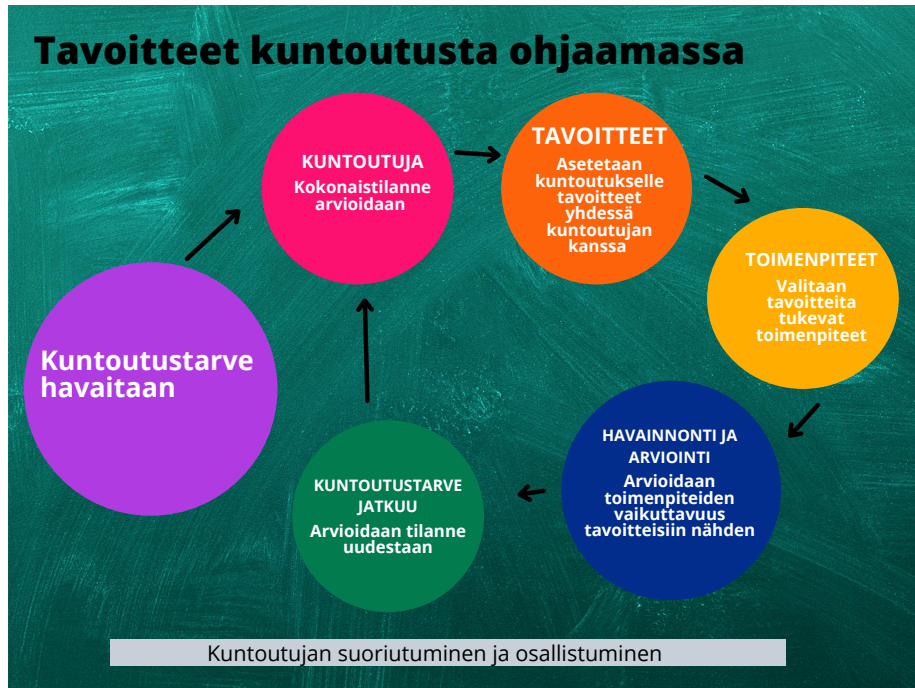 Tavoitteet kuntoutusta ohjaamassa
Kuntoutustarve
havaitaan
KUNTOUTUJA
Kokonaistilanne
arvioidaan
TAVOITTEET
Asetetaan
kuntoutukselle
tavoitteet
yhdessä
kuntoutujan
kanssa
TOIMENPITEET
Valitaan
tavoitteita
tukevat
toimenpiteet
HAVAINNONTI JA
ARVIOINTI
Arvioidaan
toimenpiteiden
vaikuttavuus
tavoitteisiin nähden
KUNTOUTUSTARVE
JATKUU
Arvioidaan tilanne
uudestaan
Kuntoutujan suoriutuminen ja osallistuminen